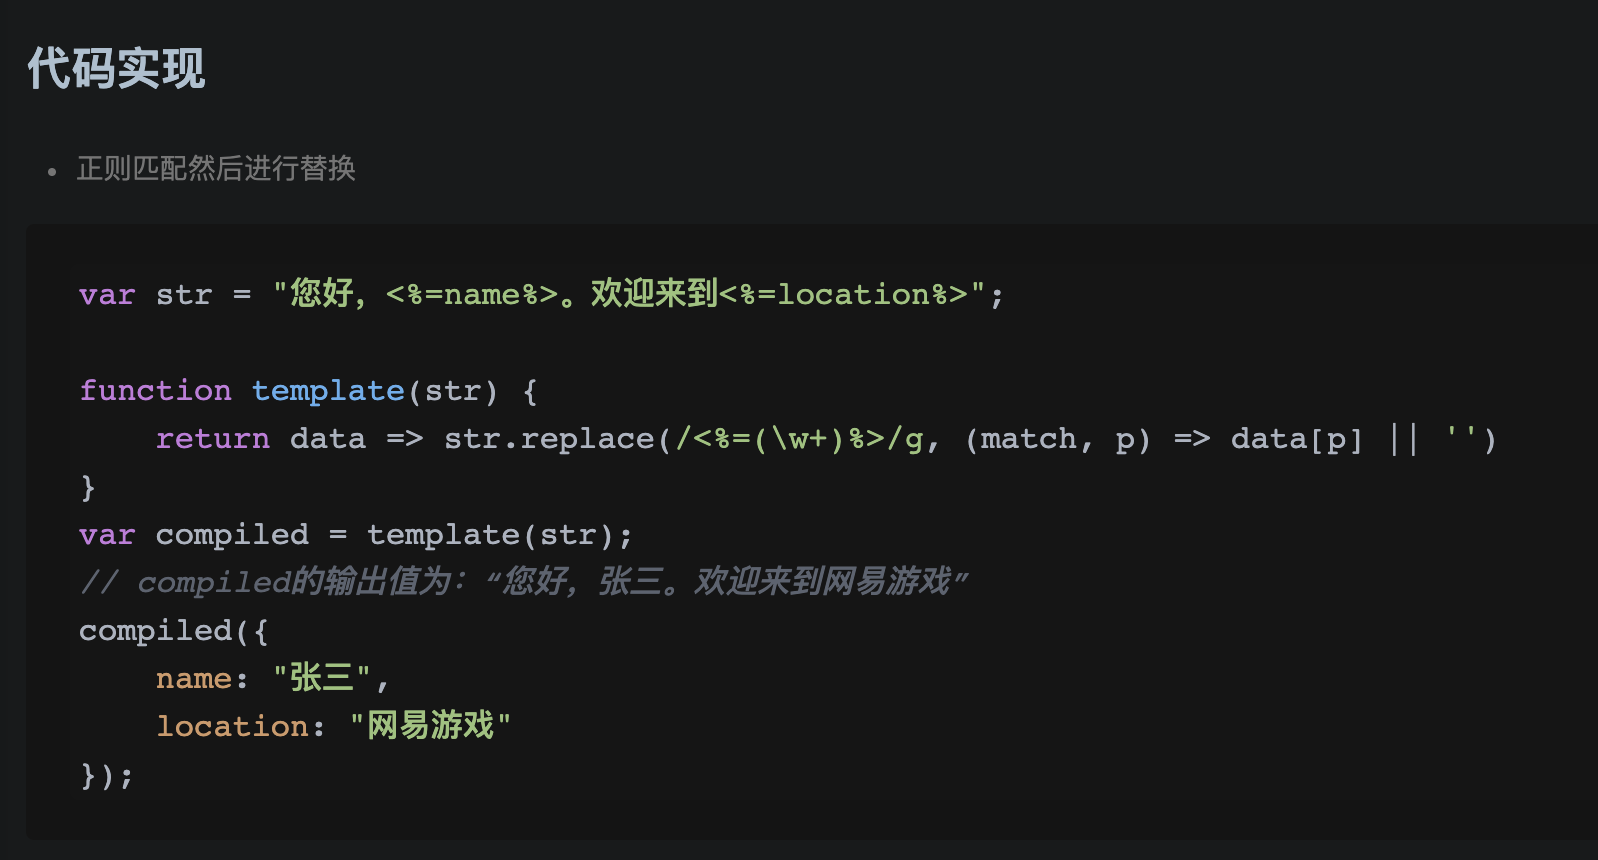 代码实现
• 正则匹配然后进行替换
var str = "您好，<%=name%>。欢迎来到<%=location%>";
function template(str) {
    return data => str.replace(/<%=(\w+)%>/g, (match, p) => data[p] || '')
}
var compiled = template(str);
// compiled的输出值为：“您好，张三。欢迎来到网易游戏”
compiled({
    name: "张三",
    location: "网易游戏"
});